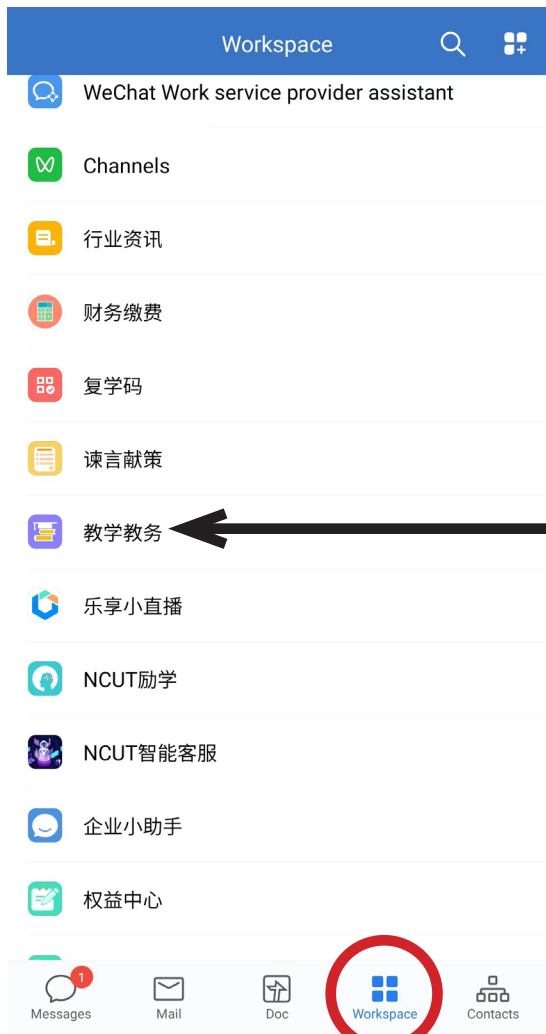 Workspace
WeChat Work service provider assistant
Channels
行业资讯
财务缴费
复学码
谏言献策
教学教务
乐享小直播
NCUT励学
NCUT智能客服
企业小助手
权益中心
1
Messages
Mail
Doc
Workspace
Contacts